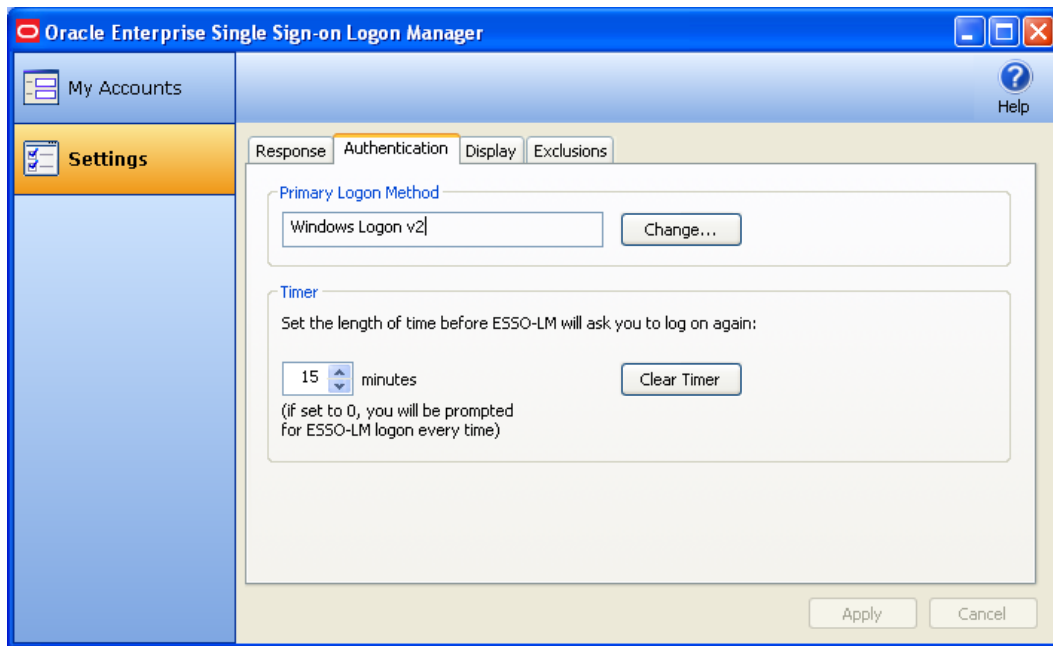 Oracle Enterprise Single Sign-on Logon Manager
My Accounts
Help
Settings
Response Authentication Display Exclusions
Primary Logon Method
Windows Logon v2
Change...
Timer
Set the length of time before ESSO-LM will ask you to log on again:
15 minutes
Clear Timer
(if set to 0, you will be prompted
for ESSO-LM logon every time)
Apply Cancel